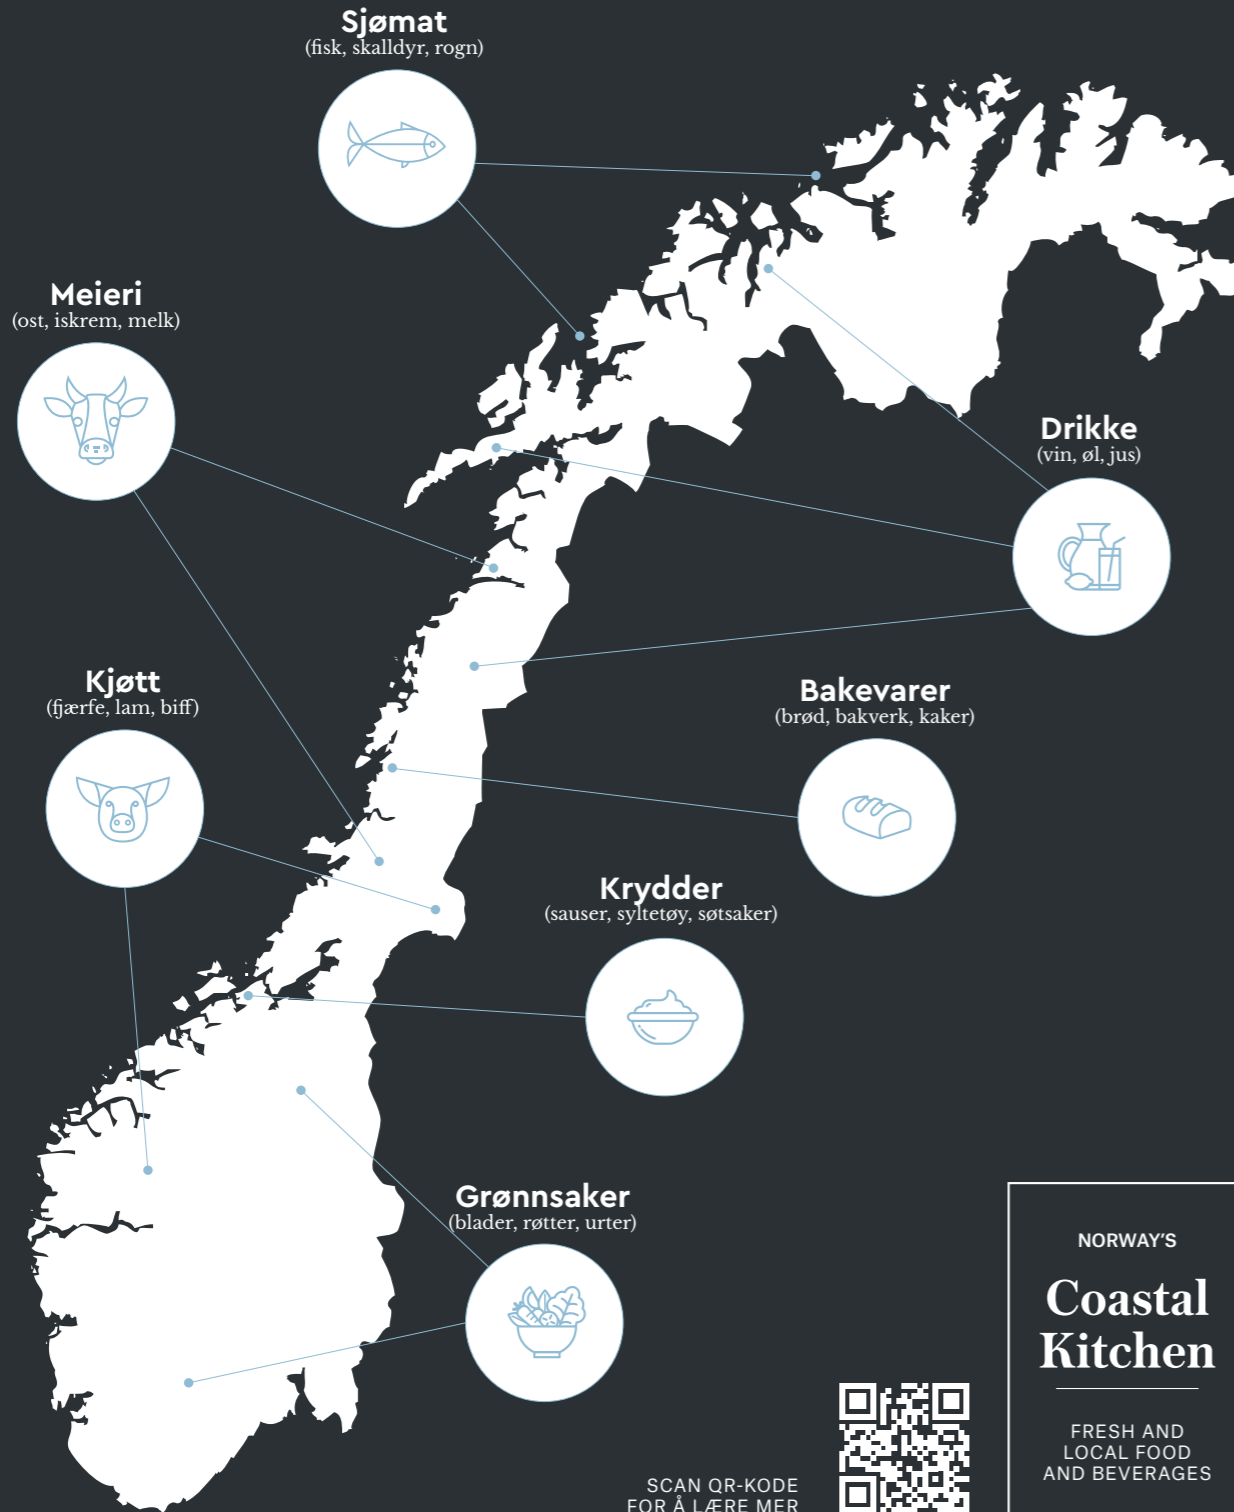 Sjømat
(fisk, skalldyr, rogn)
Meieri
(ost, iskrem, melk)
Drikke
(vin, øl, jus)
Kjøtt
(fjærfe, lam, biff)
Bakevarer
(brød, bakverk, kaker)
Krydder
(sauser, syltetøy, søtsaker)
Grønnsaker
(blader, røtter, urter)
NORWAY'S
Coastal
Kitchen
FRESH AND
LOCAL FOOD
AND BEVERAGES
SCAN QR-KODE
FOR Å LÆRE MER